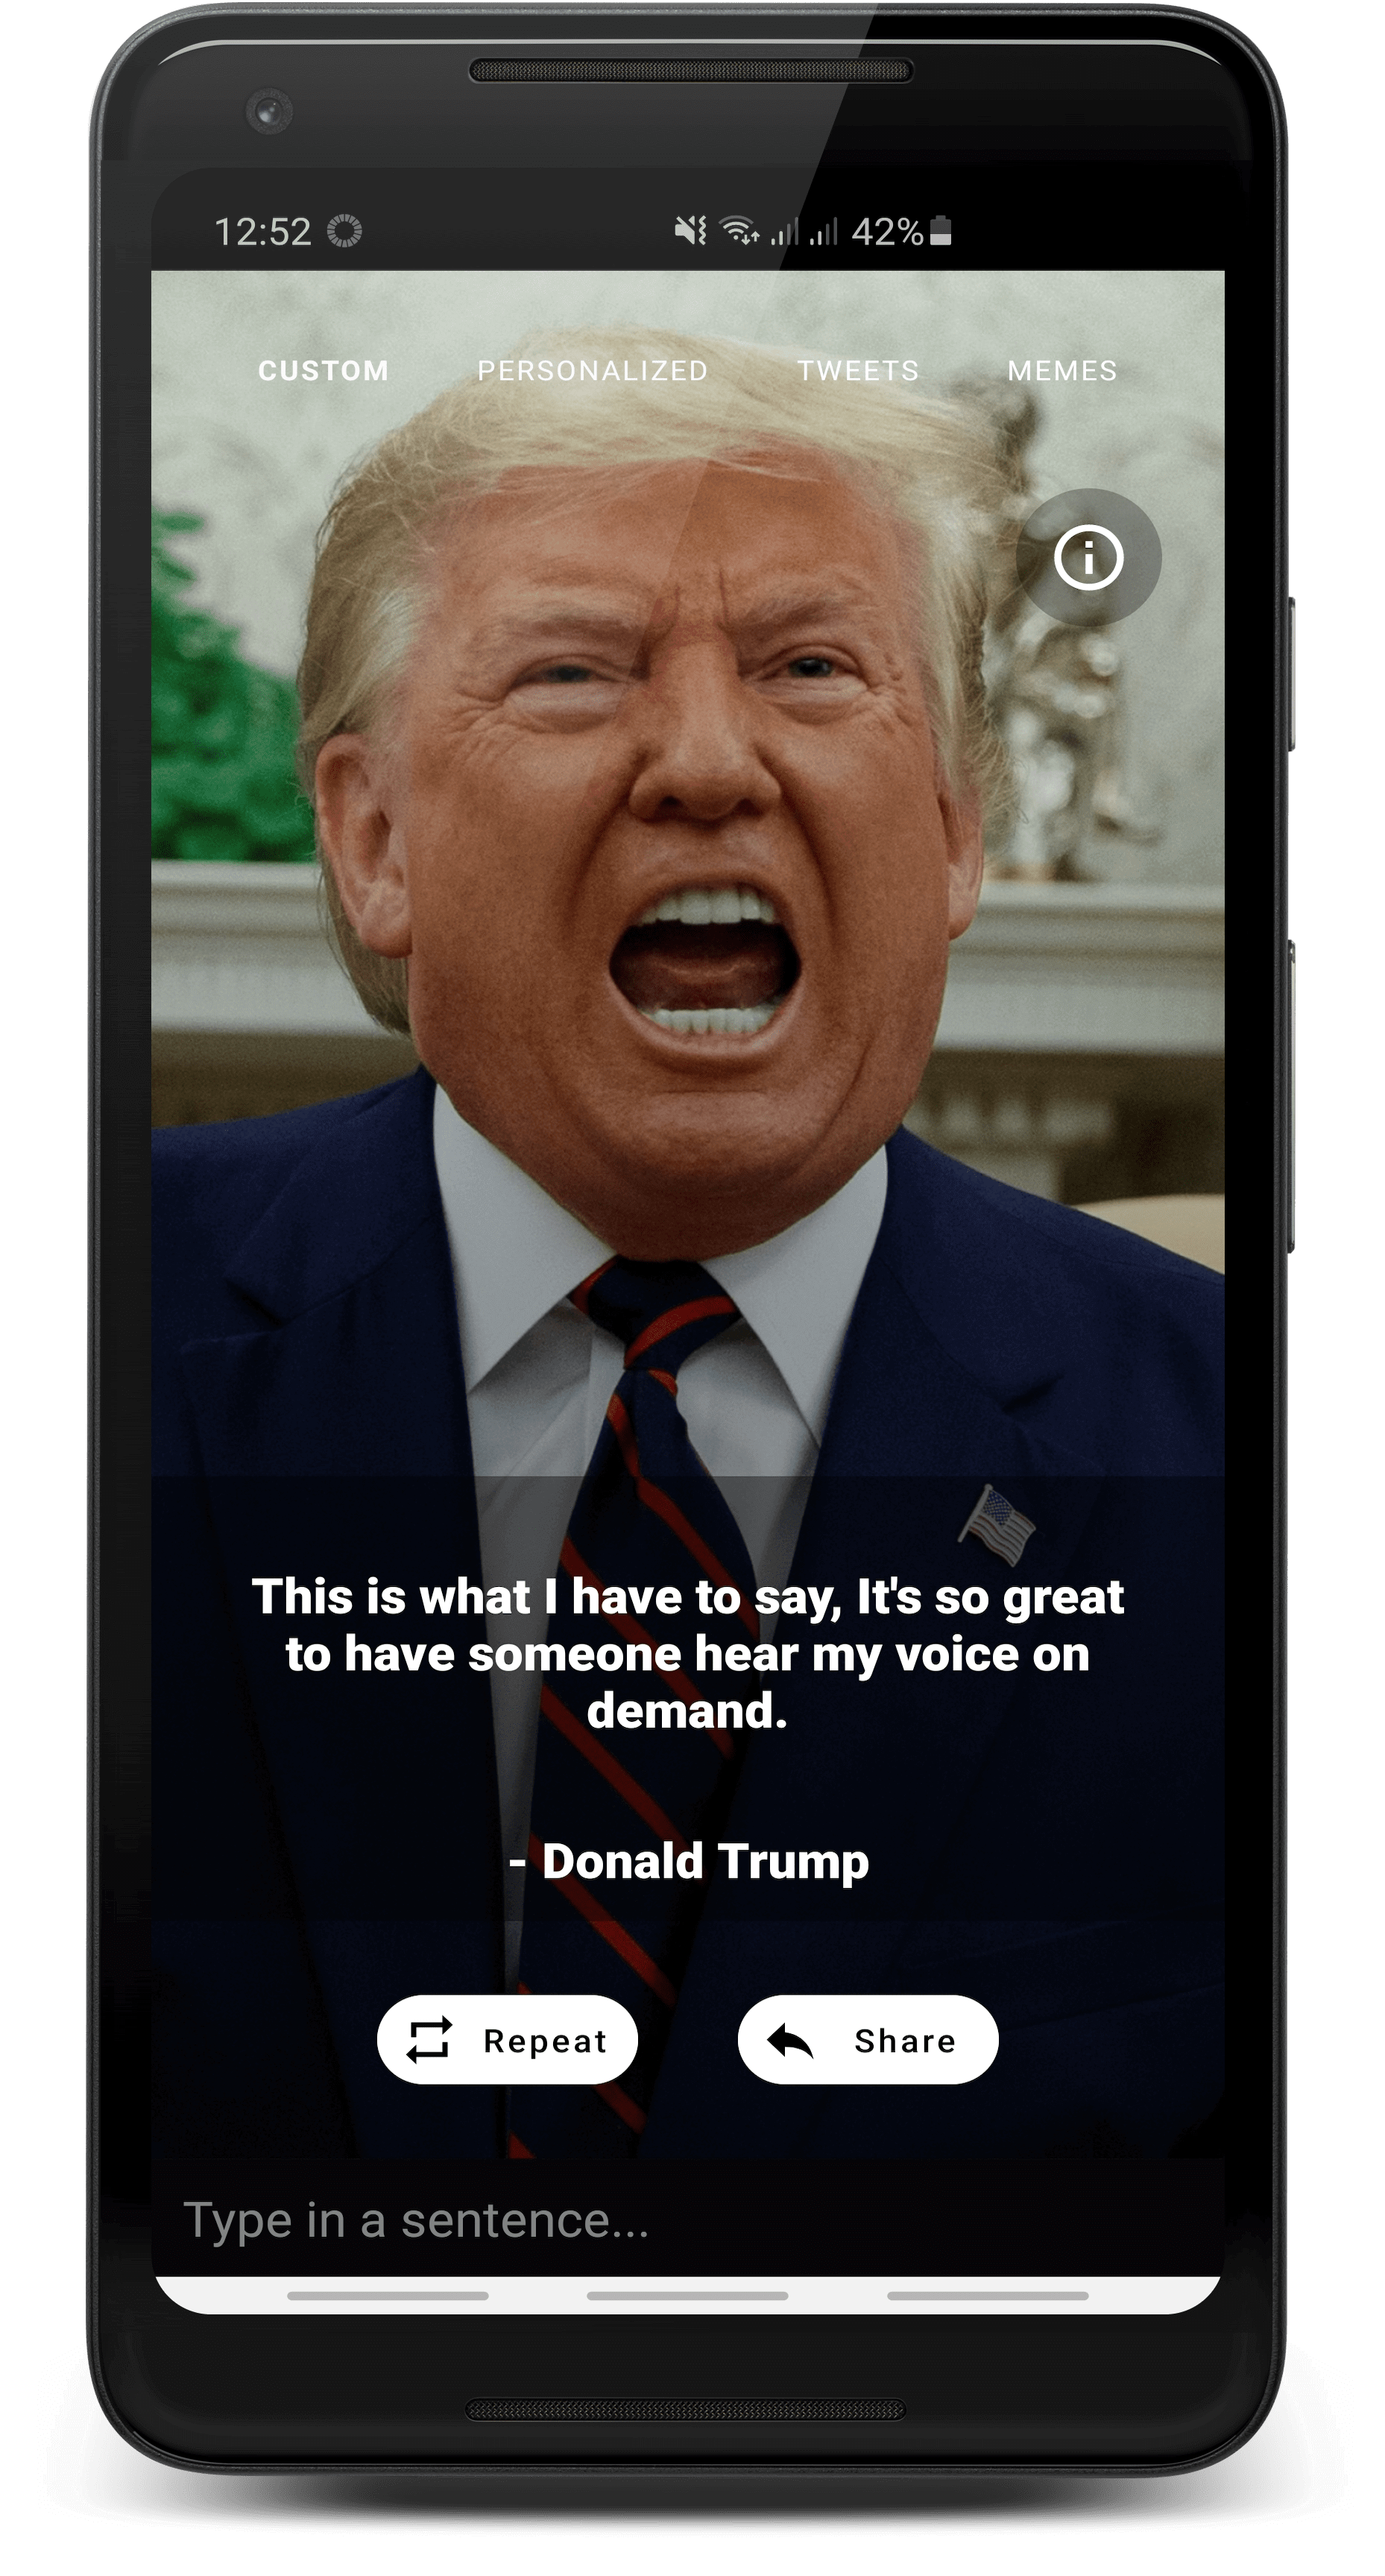 12:52 42%
CUSTOM PERSONALIZED TWEETS MEMES
This is what I have to say, It's so great
to have someone hear my voice on
demand.
- Donald Trump
Repeat Share
Type in a sentence...